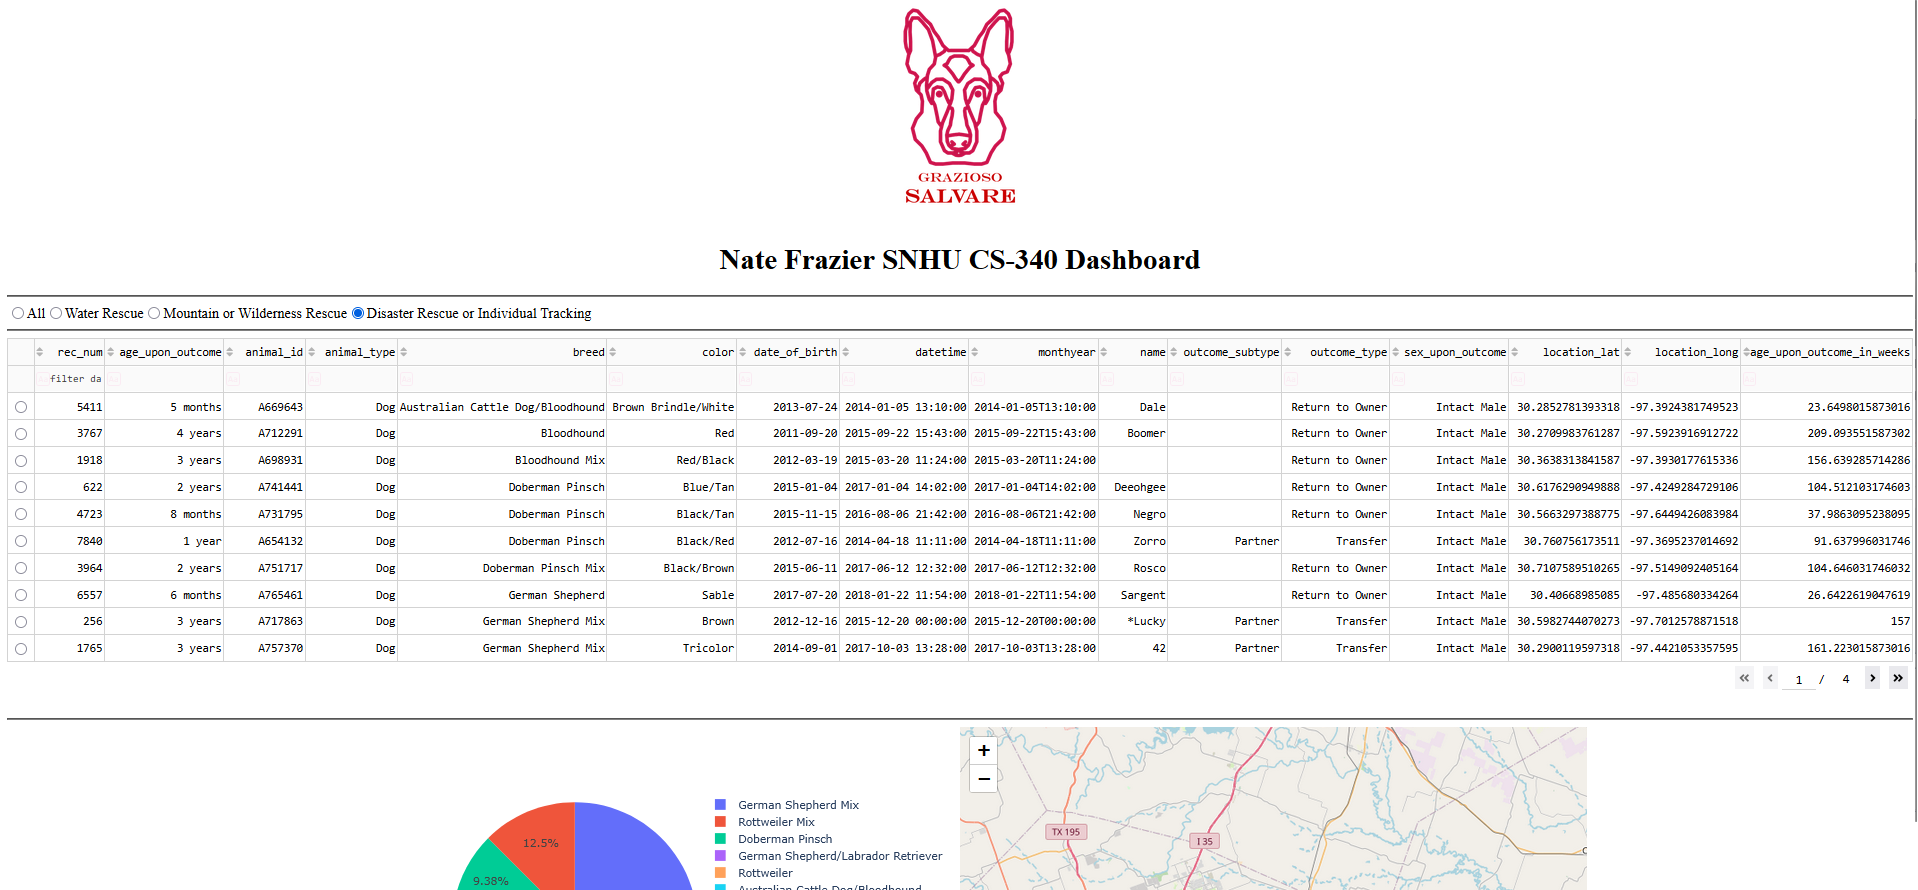 GRAZIOSO
SALVARE
Nate Frazier SNHU CS-340 Dashboard
All Water Rescue Mountain or Wilderness Rescue Disaster Rescue or Individual Tracking
rec_num age_upon_outcome animal_id animal_type breed color date_of_birth datetime monthyear name outcome_subtype outcome_type sex_upon_outcome location_lat location_long age_upon_outcome_in_weeks
filter da
5411 5 months A669643 Dog Australian Cattle Dog/Bloodhound Brown Brindle/White 2013-07-24 2014-01-05 13:10:00 2014-01-05T13:10:00 Dale Return to Owner Intact Male 30.2852781393318 -97.3924381749523 23.6498015873016
3767 4 years A712291 Dog Bloodhound Red 2011-09-20 2015-09-22 15:43:00 2015-09-22T15:43:00 Boomer Return to Owner Intact Male 30.2709983761287 -97.5923916912722 209.093551587302
1918 3 years A698931 Dog Bloodhound Mix Red/Black 2012-03-19 2015-03-20 11:24:00 2015-03-20T11:24:00 Return to Owner Intact Male 30.3638313841587 -97.3930177615336 156.639285714286
622 2 years A741441 Dog Doberman Pinsch Blue/Tan 2015-01-04 2017-01-04 14:02:00 2017-01-04T14:02:00 Deeohgee Return to Owner Intact Male 30.6176290949888 -97.4249284729106 104.512103174603
4723 8 months A731795 Dog Doberman Pinsch Black/Tan 2015-11-15 2016-08-06 21:42:00 2016-08-06T21:42:00 Negro Return to Owner Intact Male 30.5663297388775 -97.6449426083984 37.9863095238095
7840 1 year A654132 Dog Doberman Pinsch Black/Red 2012-07-16 2014-04-18 11:11:00 2014-04-18T11:11:00 Zorro Partner Transfer Intact Male 30.760756173511 -97.3695237014692 91.637996031746
3964 2 years A751717 Dog Doberman Pinsch Mix Black/Brown 2015-06-11 2017-06-12 12:32:00 2017-06-12T12:32:00 Rosco Return to Owner Intact Male 30.7107589510265 -97.5149092405164 104.646031746032
6557 6 months A765461 Dog German Shepherd Sable 2017-07-20 2018-01-22 11:54:00 2018-01-22T11:54:00 Sargent Return to Owner Intact Male 30.40668985085 -97.485680334264 26.6422619047619
256 3 years A717863 Dog German Shepherd Mix Brown 2012-12-16 2015-12-20 00:00:00 2015-12-20T00:00:00 *Lucky Partner Transfer Intact Male 30.5982744070273 -97.7012578871518 157
1765 3 years A757370 Dog German Shepherd Mix Tricolor 2014-09-01 2017-10-03 13:28:00 2017-10-03T13:28:00 42 Partner Transfer Intact Male 30.2900119597318 -97.4421053357595 161.223015873016
1 / 4
+
−
German Shepherd Mix
Rottweiler Mix
Doberman Pinsch
German Shepherd/Labrador Retriever
Rottweiler
Australian Cattle Dog/Bloodhound
12.5%
9.38%
TX 195
I 35